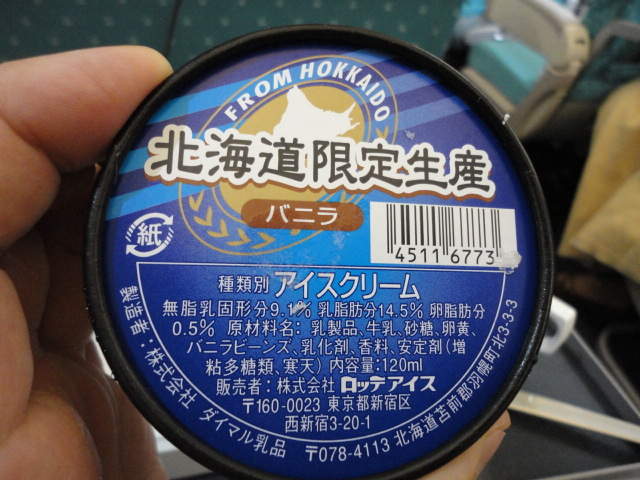 FROM HOKKAIDO
北海道限定生産
バニラ
紙
4511 6773
種類別 アイスクリーム
無脂乳固形分9.1% 乳脂肪分14.5% 卵脂肪分
0.5% 原材料名: 乳製品、牛乳、砂糖、卵黄、
バニラビーンズ、乳化剤、香料、安定剤(増
粘多糖類、寒天) 内容量:120ml
販売者:株式会社 ロッテアイス
〒160-0023 東京都新宿区
西新宿3-20-1
製造者:株式会社 ダイマル乳品 〒078-4113 北海道苫前郡羽幌町北3-3-3